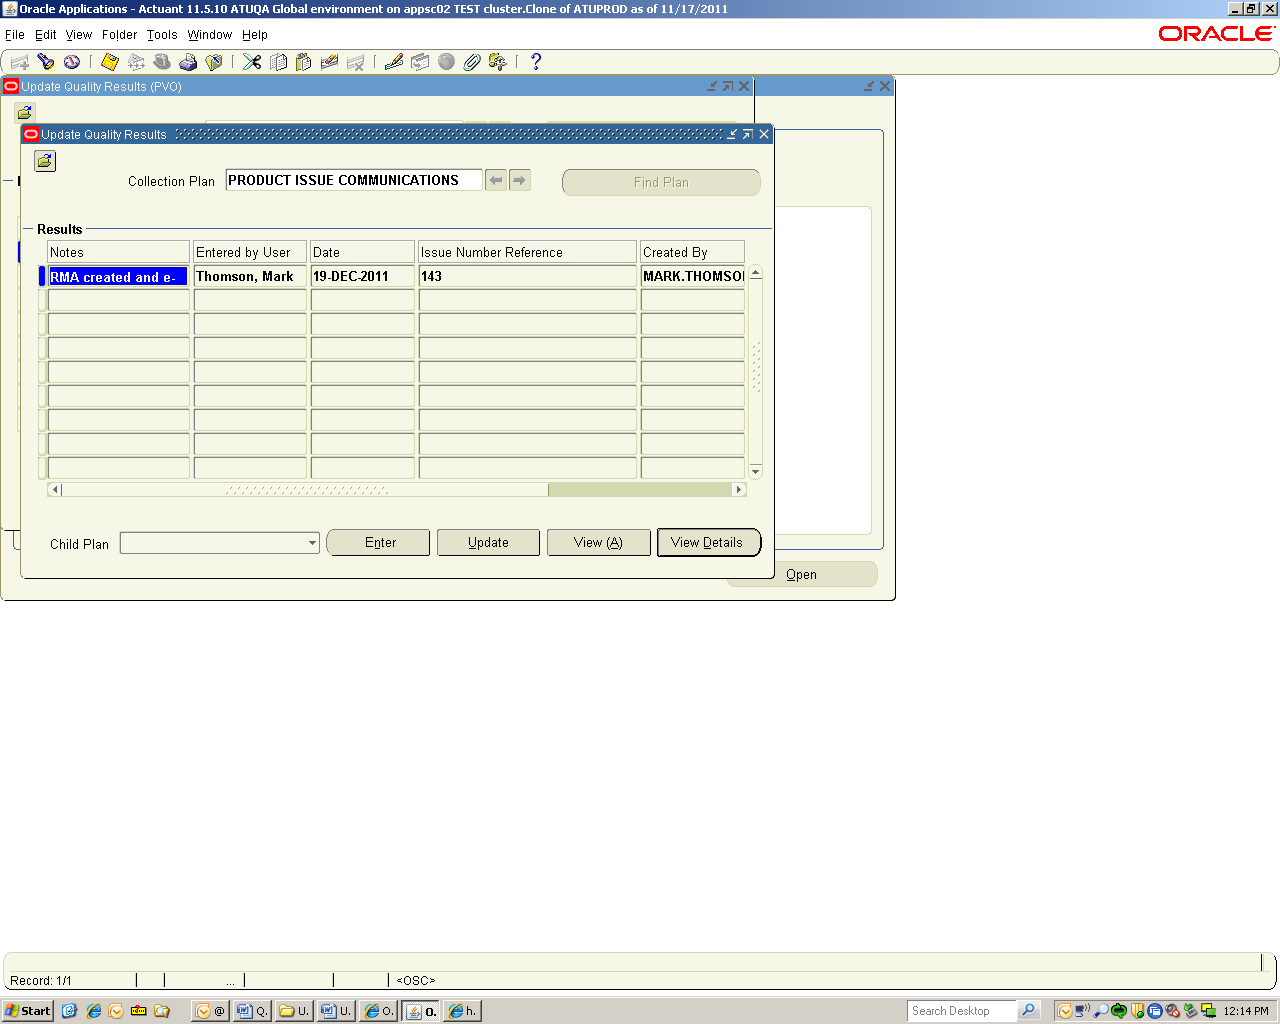 Oracle Applications - Actuant 11.5.10 ATUQA Global environment on appsc02 TEST cluster.Clone of ATUPROD as of 11/17/2011
File Edit View Folder Tools Window Help
ORACLE
Update Quality Results (PVO)
Update Quality Results
Collection Plan PRODUCT ISSUE COMMUNICATIONS Find Plan
Results
Notes Entered by User Date Issue Number Reference Created By
RMA created and e- Thomson, Mark 19-DEC-2011 143 MARK.THOMSO
Child Plan Enter Update View (A) View Details
Open
Record: 1/1 ... <OSC>
Start @ Q. U. U. O. O. h. Search Desktop 12:14 PM